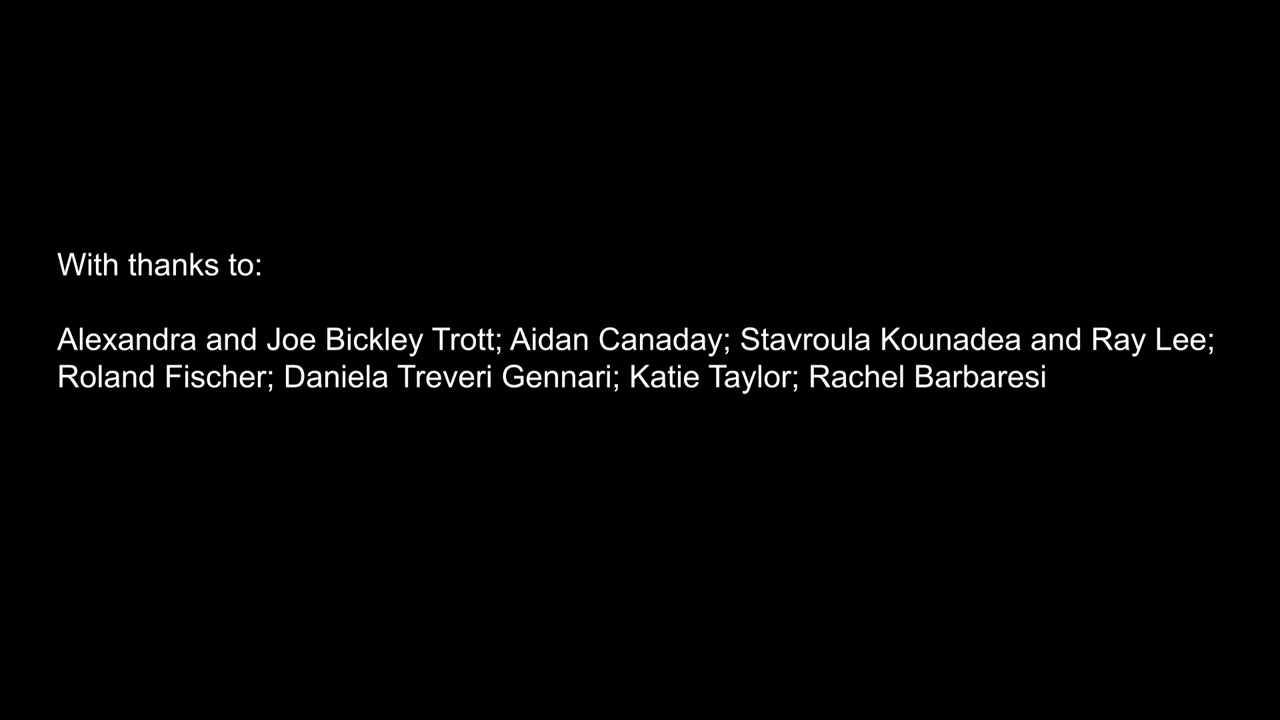 With thanks to:
Alexandra and Joe Bickley Trott; Aidan Canaday; Stavroula Kounadea and Ray Lee;
Roland Fischer; Daniela Treveri Gennari; Katie Taylor; Rachel Barbaresi